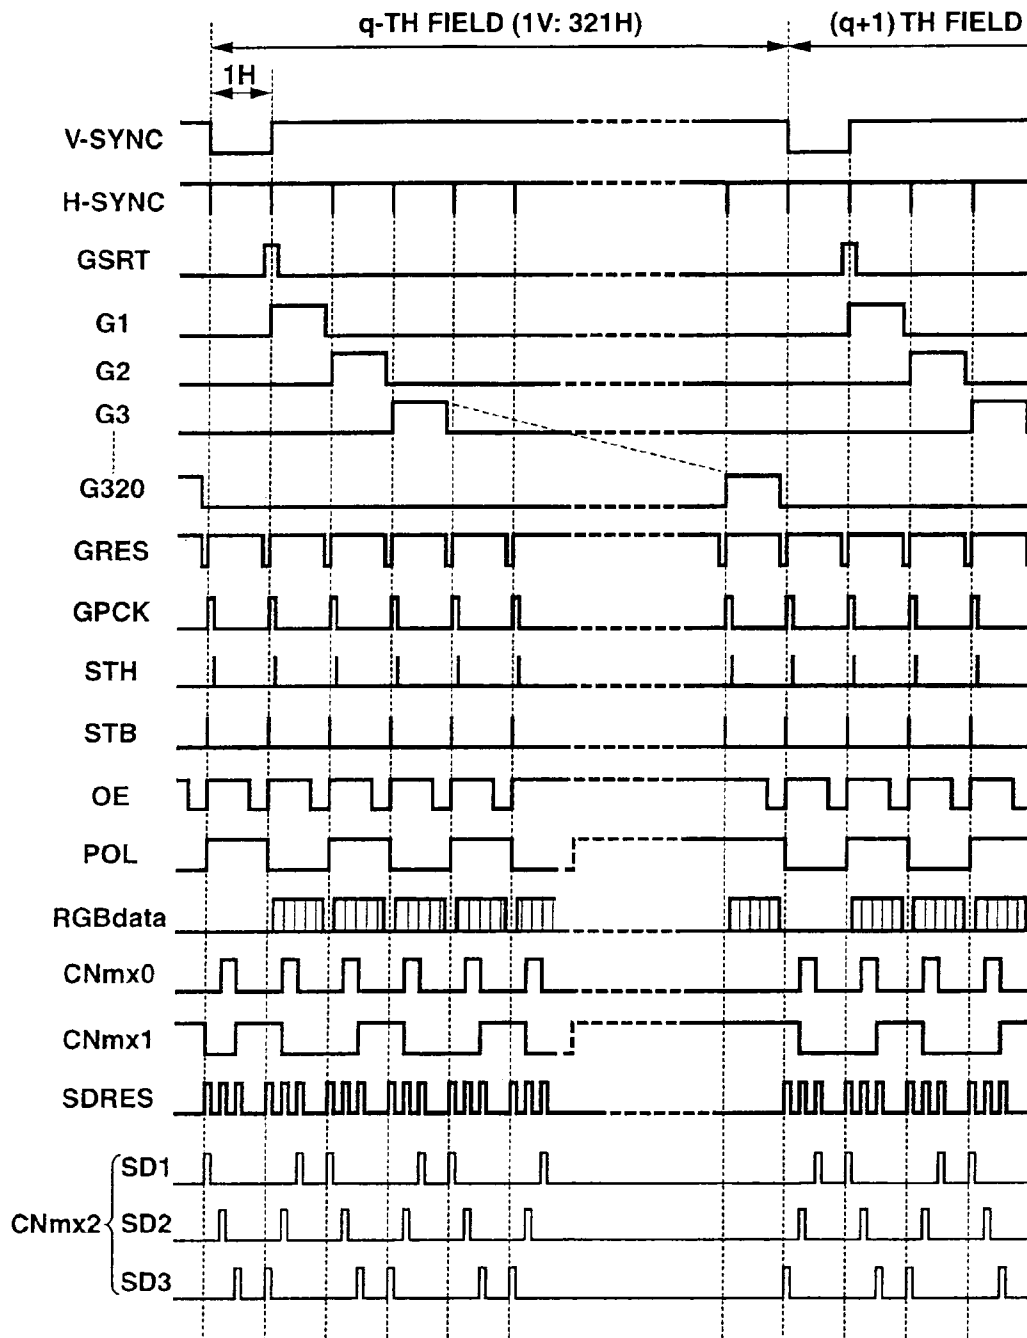 q-TH FIELD (1V: 321H)
(q+1) TH FIELD
1H
V-SYNC
H-SYNC
GSRT
G1
G2
G3
G320
GRES
GPCK
STH
STB
OE
POL
RGBdata
CNmx0
CNmx1
SDRES
SD1
CNmx2 SD2
SD3